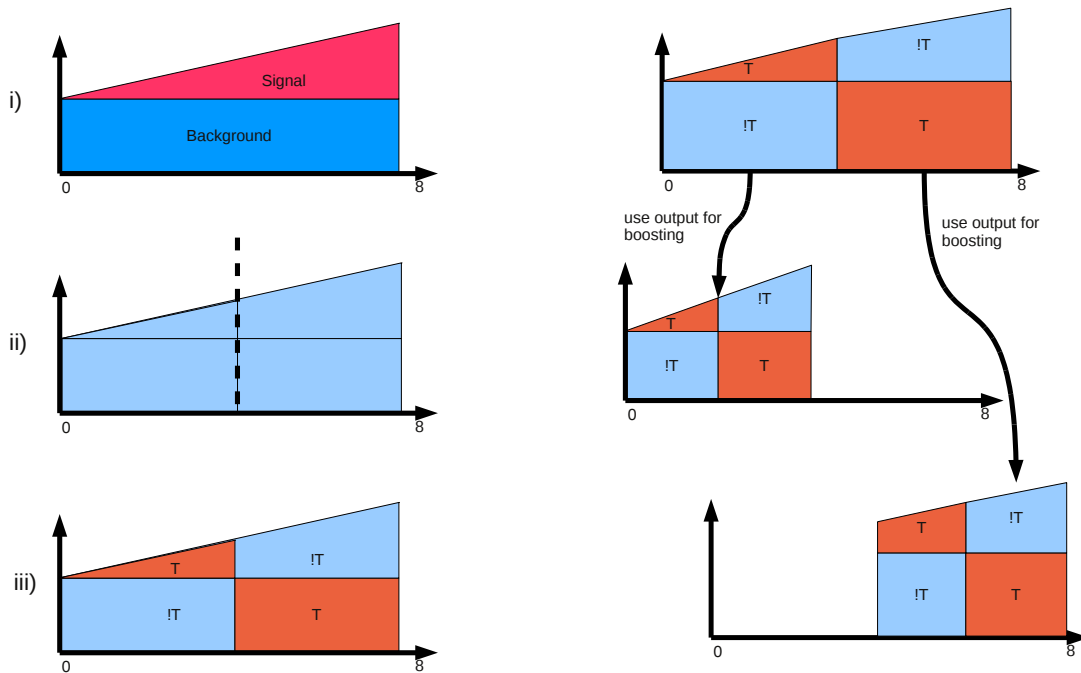 i)
Signal
Background
0
8
ii)
0
8
iii)
T
!T
!T
T
0
8
T
!T
!T
T
0
8
use output for
boosting
use output for
boosting
T
!T
!T
T
0
8
T
!T
!T
T
0
8